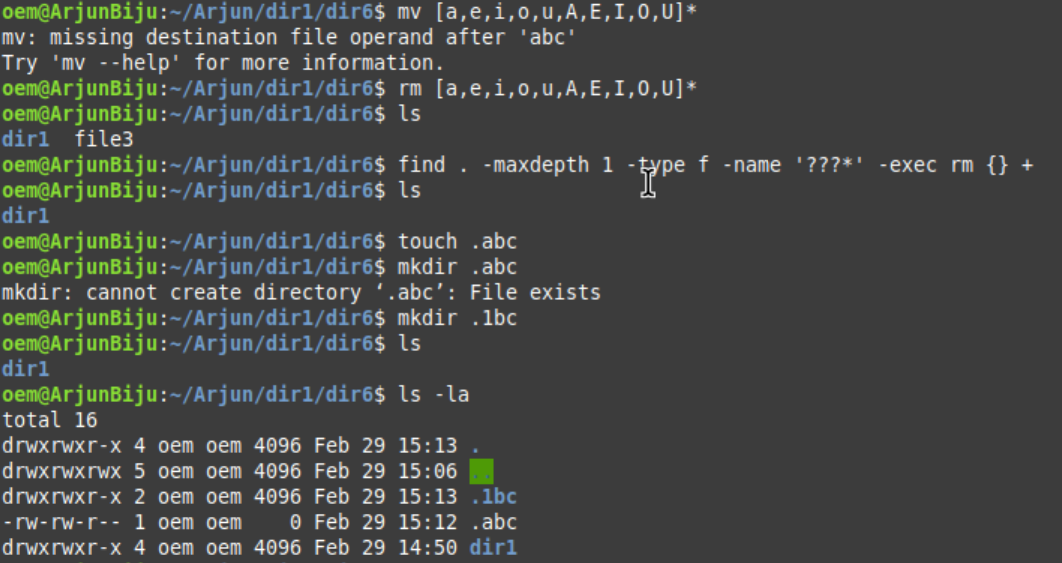 oem@ArjunBiju:~/Arjun/dir1/dir6$ mv [a,e,i,o,u,A,E,I,O,U]*
mv: missing destination file operand after 'abc'
Try 'mv --help' for more information.
oem@ArjunBiju:~/Arjun/dir1/dir6$ rm [a,e,i,o,u,A,E,I,O,U]*
oem@ArjunBiju:~/Arjun/dir1/dir6$ ls
dir1  file3
oem@ArjunBiju:~/Arjun/dir1/dir6$ find . -maxdepth 1 -type f -name '???*' -exec rm {} +
oem@ArjunBiju:~/Arjun/dir1/dir6$ ls
dir1
oem@ArjunBiju:~/Arjun/dir1/dir6$ touch .abc
oem@ArjunBiju:~/Arjun/dir1/dir6$ mkdir .abc
mkdir: cannot create directory ‘.abc’: File exists
oem@ArjunBiju:~/Arjun/dir1/dir6$ mkdir .1bc
oem@ArjunBiju:~/Arjun/dir1/dir6$ ls
dir1
oem@ArjunBiju:~/Arjun/dir1/dir6$ ls -la
total 16
drwxrwxr-x 4 oem oem 4096 Feb 29 15:13 .
drwxrwxrwx 5 oem oem 4096 Feb 29 15:06 ..
drwxrwxr-x 2 oem oem 4096 Feb 29 15:13 .1bc
-rw-rw-r-- 1 oem oem    0 Feb 29 15:12 .abc
drwxrwxr-x 4 oem oem 4096 Feb 29 14:50 dir1